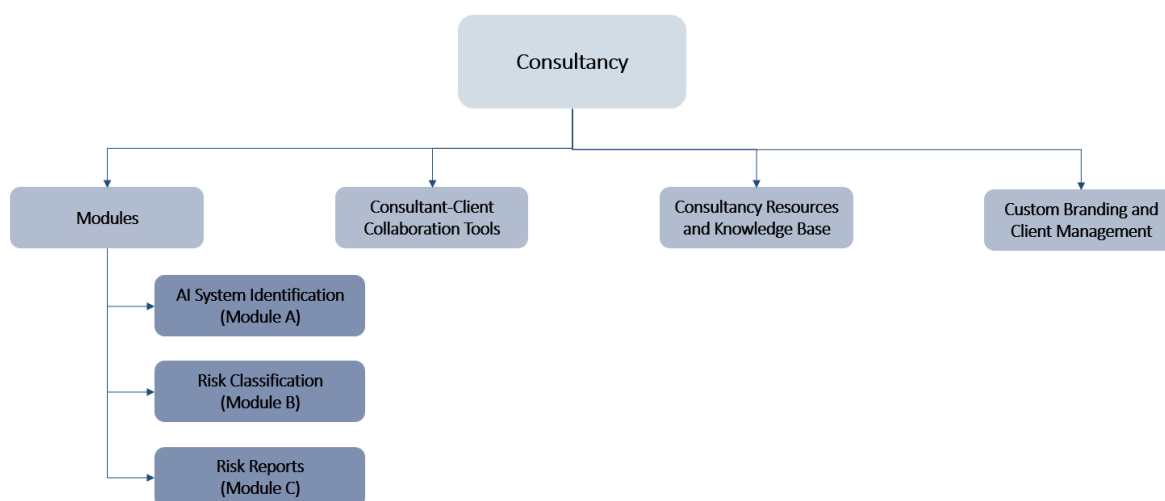 Consultancy
Modules
Consultant-Client
Collaboration Tools
Consultancy Resources
and Knowledge Base
Custom Branding and
Client Management
AI System Identification
(Module A)
Risk Classification
(Module B)
Risk Reports
(Module C)